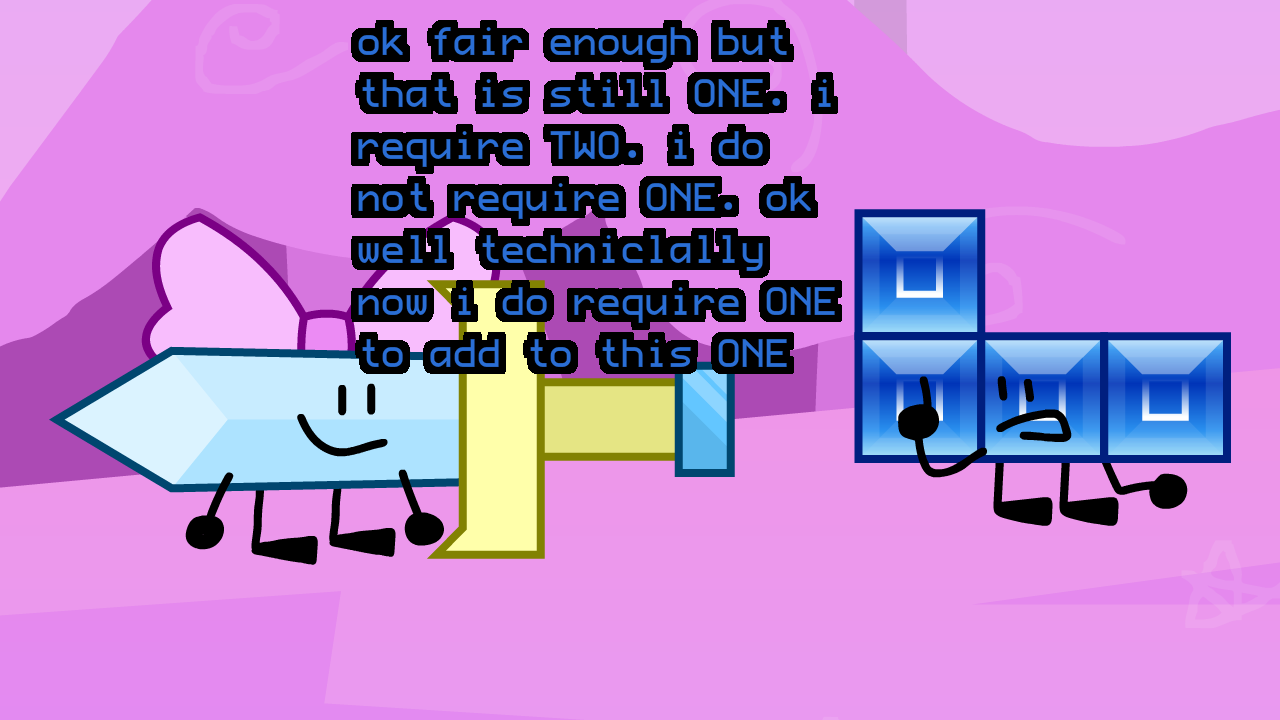 ok fair enough but
that is still ONE. i
require TWO. i do
not require ONE. ok
well techniclally
now i do require ONE
to add to this ONE